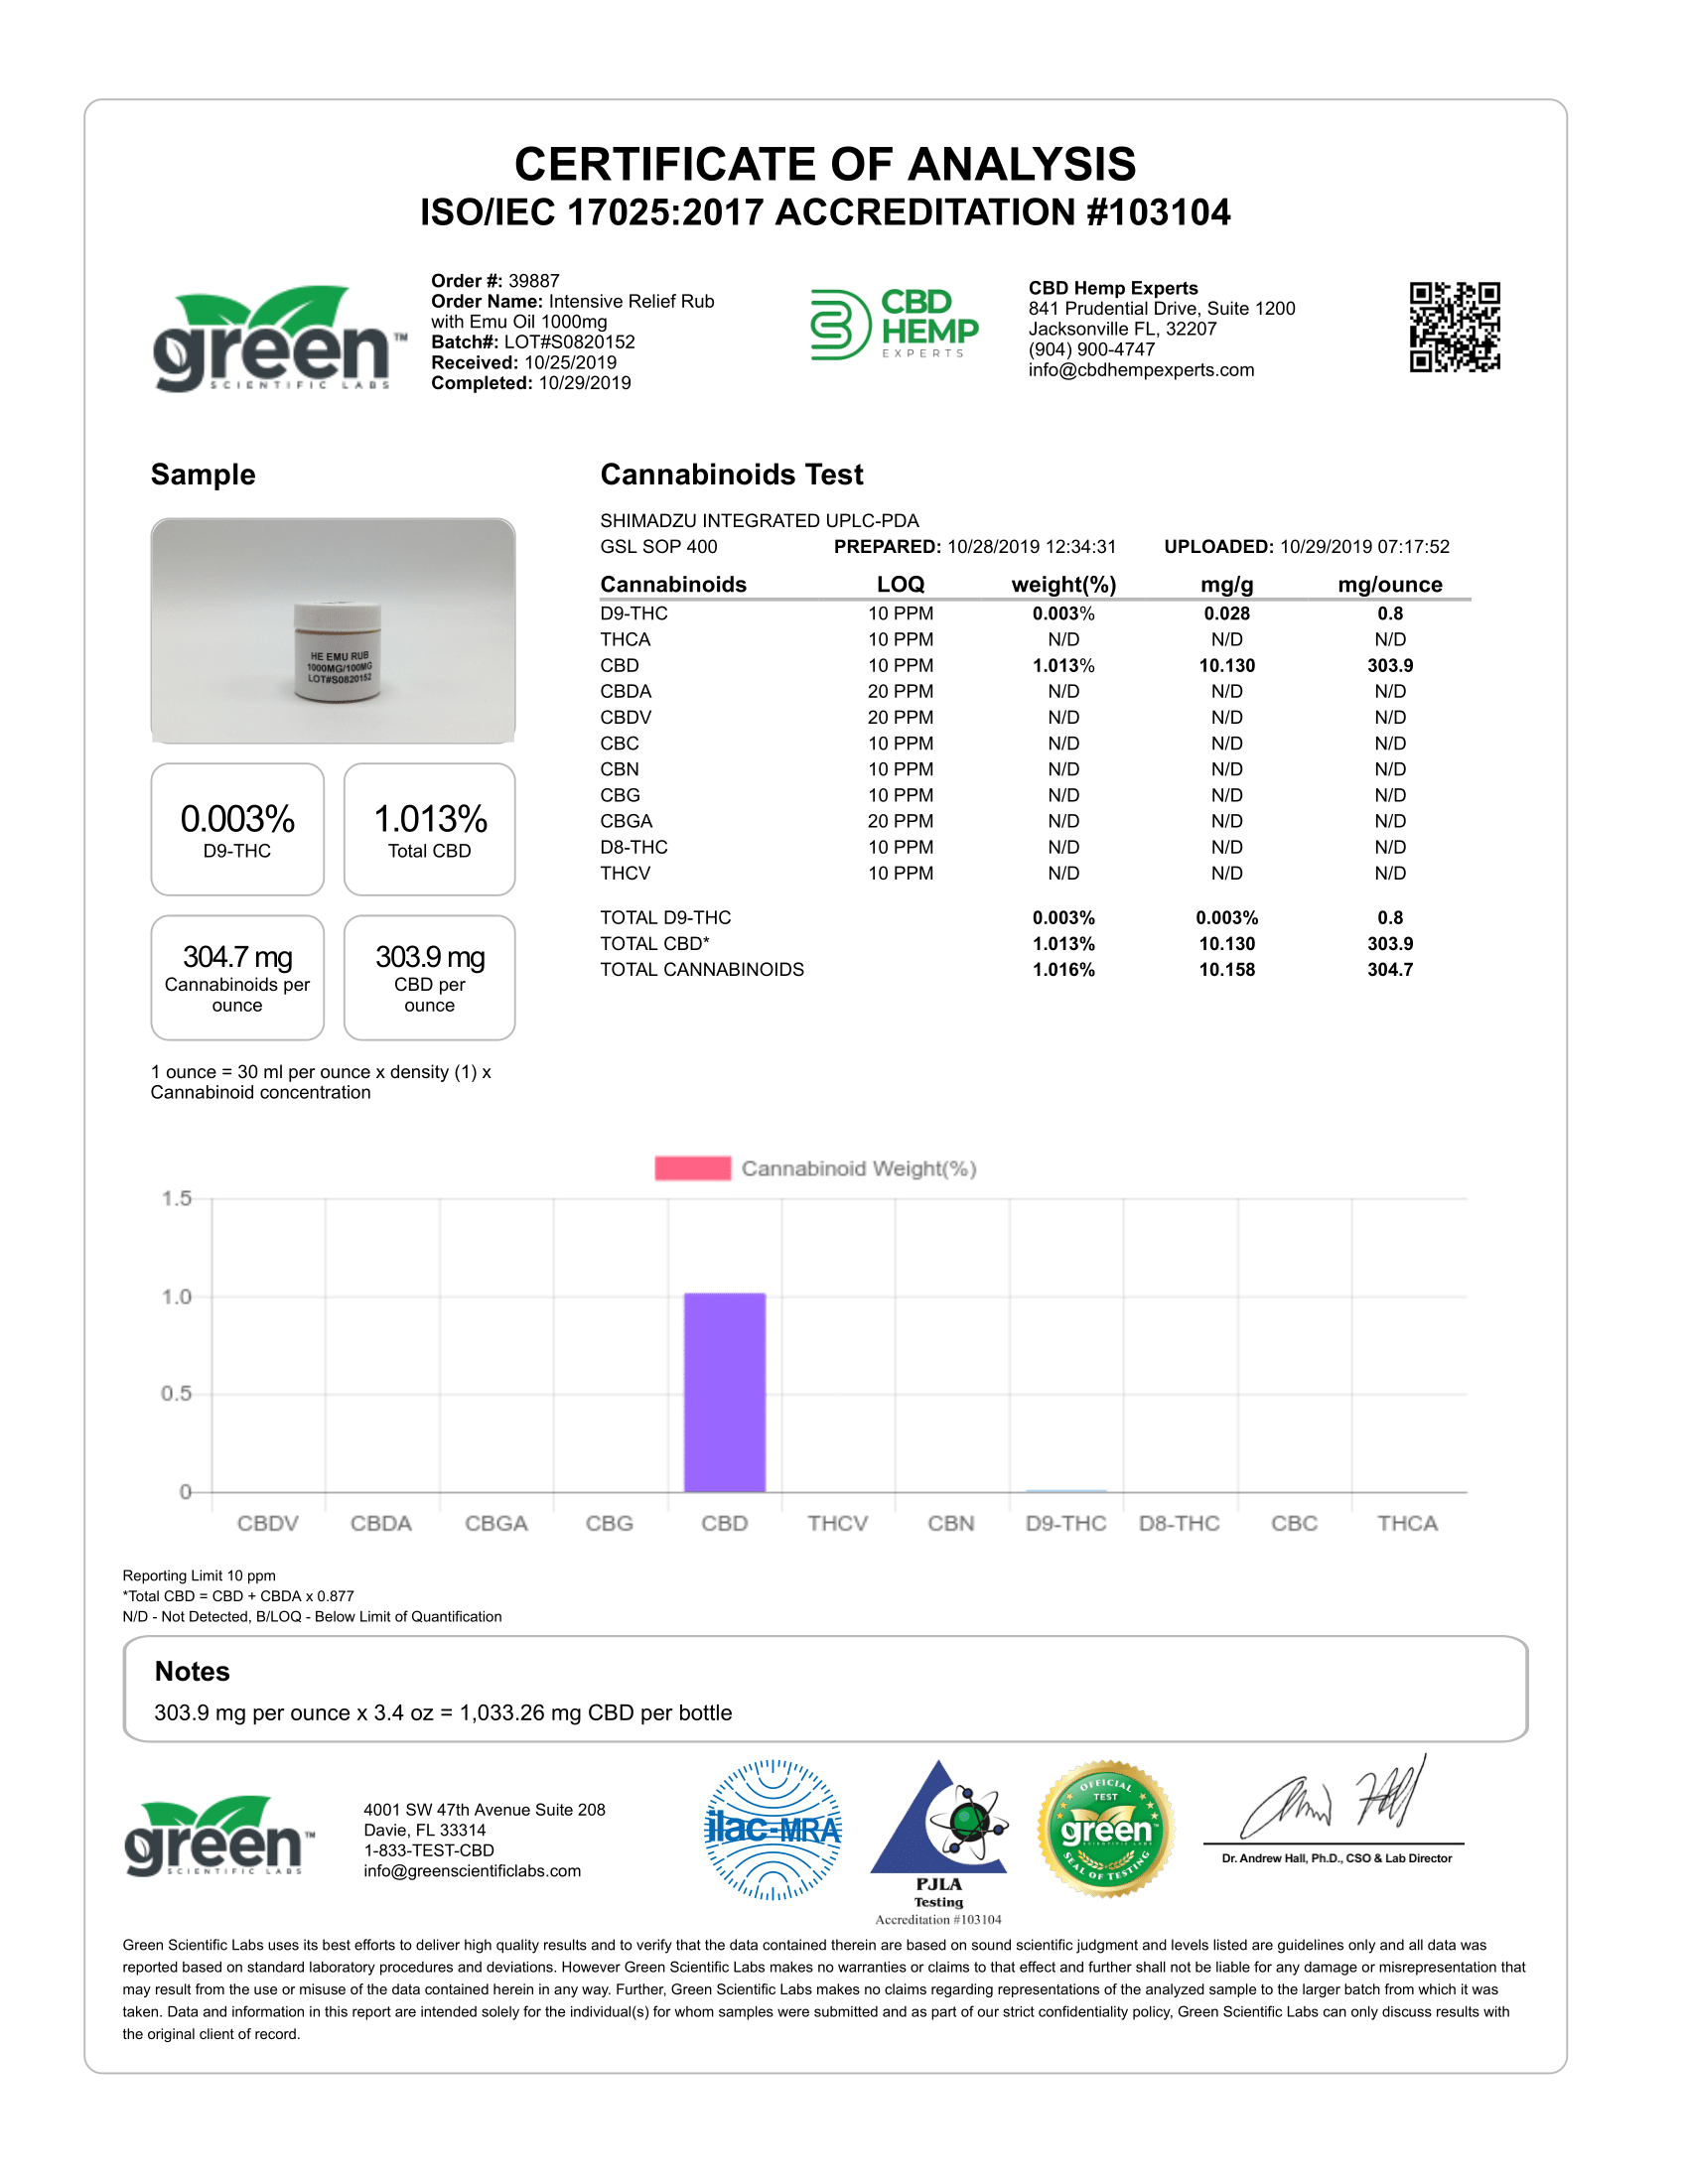 CERTIFICATE OF ANALYSIS
ISO/IEC 17025:2017 ACCREDITATION #103104
green™
SCIENTIFIC LABS
Order #: 39887
Order Name: Intensive Relief Rub
with Emu Oil 1000mg
Batch#: LOT#S0820152
Received: 10/25/2019
Completed: 10/29/2019
CBD
HEMP
EXPERTS
CBD Hemp Experts
841 Prudential Drive, Suite 1200
Jacksonville FL, 32207
(904) 900-4747
info@cbdhempexperts.com
Sample
HE EMU RUB
1000MG/100MG
LOT#S0820152
0.003%
D9-THC
1.013%
Total CBD
304.7 mg
Cannabinoids per
ounce
303.9 mg
CBD per
ounce
1 ounce = 30 ml per ounce x density (1) x
Cannabinoid concentration
Cannabinoids Test
SHIMADZU INTEGRATED UPLC-PDA
GSL SOP 400 PREPARED: 10/28/2019 12:34:31 UPLOADED: 10/29/2019 07:17:52
Cannabinoids LOQ weight(%) mg/g mg/ounce
D9-THC 10 PPM 0.003% 0.028 0.8
THCA 10 PPM N/D N/D N/D
CBD 10 PPM 1.013% 10.130 303.9
CBDA 20 PPM N/D N/D N/D
CBDV 20 PPM N/D N/D N/D
CBC 10 PPM N/D N/D N/D
CBN 10 PPM N/D N/D N/D
CBG 10 PPM N/D N/D N/D
CBGA 20 PPM N/D N/D N/D
D8-THC 10 PPM N/D N/D N/D
THCV 10 PPM N/D N/D N/D
TOTAL D9-THC 0.003% 0.003% 0.8
TOTAL CBD* 1.013% 10.130 303.9
TOTAL CANNABINOIDS 1.016% 10.158 304.7
Cannabinoid Weight(%)
1.5
1.0
0.5
0
CBDV CBDA CBGA CBG CBD THCV CBN D9-THC D8-THC CBC THCA
Reporting Limit 10 ppm
*Total CBD = CBD + CBDA x 0.877
N/D - Not Detected, B/LOQ - Below Limit of Quantification
Notes
303.9 mg per ounce x 3.4 oz = 1,033.26 mg CBD per bottle
green™
SCIENTIFIC LABS
4001 SW 47th Avenue Suite 208
Davie, FL 33314
1-833-TEST-CBD
info@greenscientificlabs.com
ilac-MRA
PJLA
Testing
Accreditation #103104
OFFICIAL
TEST
green™
SCIENTIFIC LABS
SEAL OF TESTING
Dr. Andrew Hall, Ph.D., CSO & Lab Director
Green Scientific Labs uses its best efforts to deliver high quality results and to verify that the data contained therein are based on sound scientific judgment and levels listed are guidelines only and all data was
reported based on standard laboratory procedures and deviations. However Green Scientific Labs makes no warranties or claims to that effect and further shall not be liable for any damage or misrepresentation that
may result from the use or misuse of the data contained herein in any way. Further, Green Scientific Labs makes no claims regarding representations of the analyzed sample to the larger batch from which it was
taken. Data and information in this report are intended solely for the individual(s) for whom samples were submitted and as part of our strict confidentiality policy, Green Scientific Labs can only discuss results with
the original client of record.